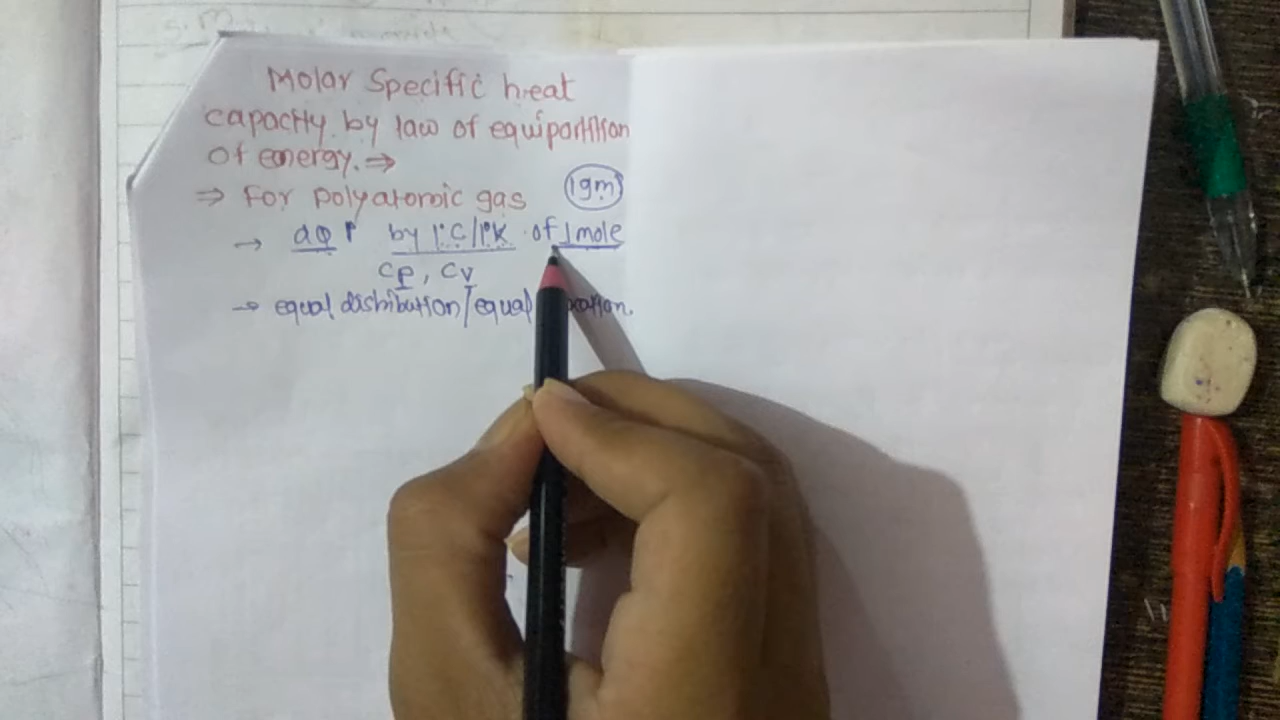 Molar Specific heat
capacity by law of equipartition
of energy. ⇒
⇒ For polyatomic gas 1gm
→ dQ ↑ by 1°C/1°K of 1mole
Cp, Cv
→ equal distribution/equal